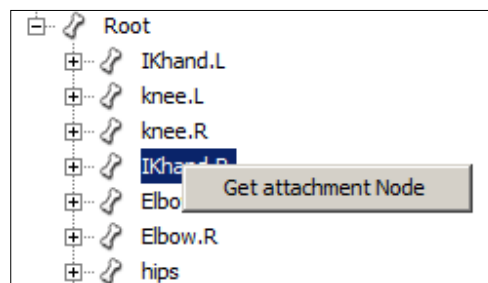 Root
IKhand.L
knee.L
knee.R
IKhand.R
Get attachment Node
Elbo
Elbow.R
hips